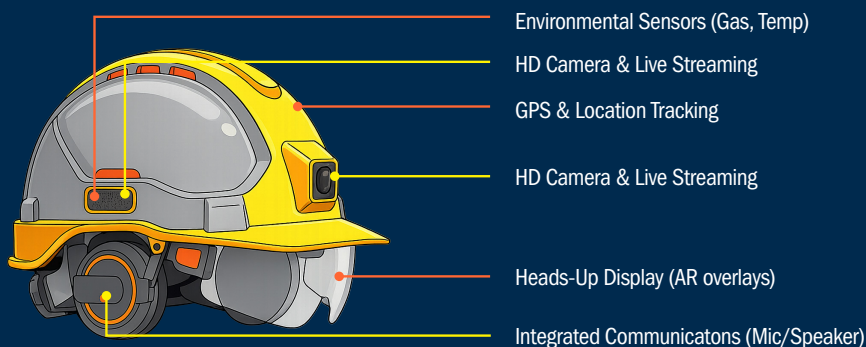 Environmental Sensors (Gas, Temp)
HD Camera & Live Streaming
GPS & Location Tracking
HD Camera & Live Streaming
Heads-Up Display (AR overlays)
Integrated Communicatons (Mic/Speaker)